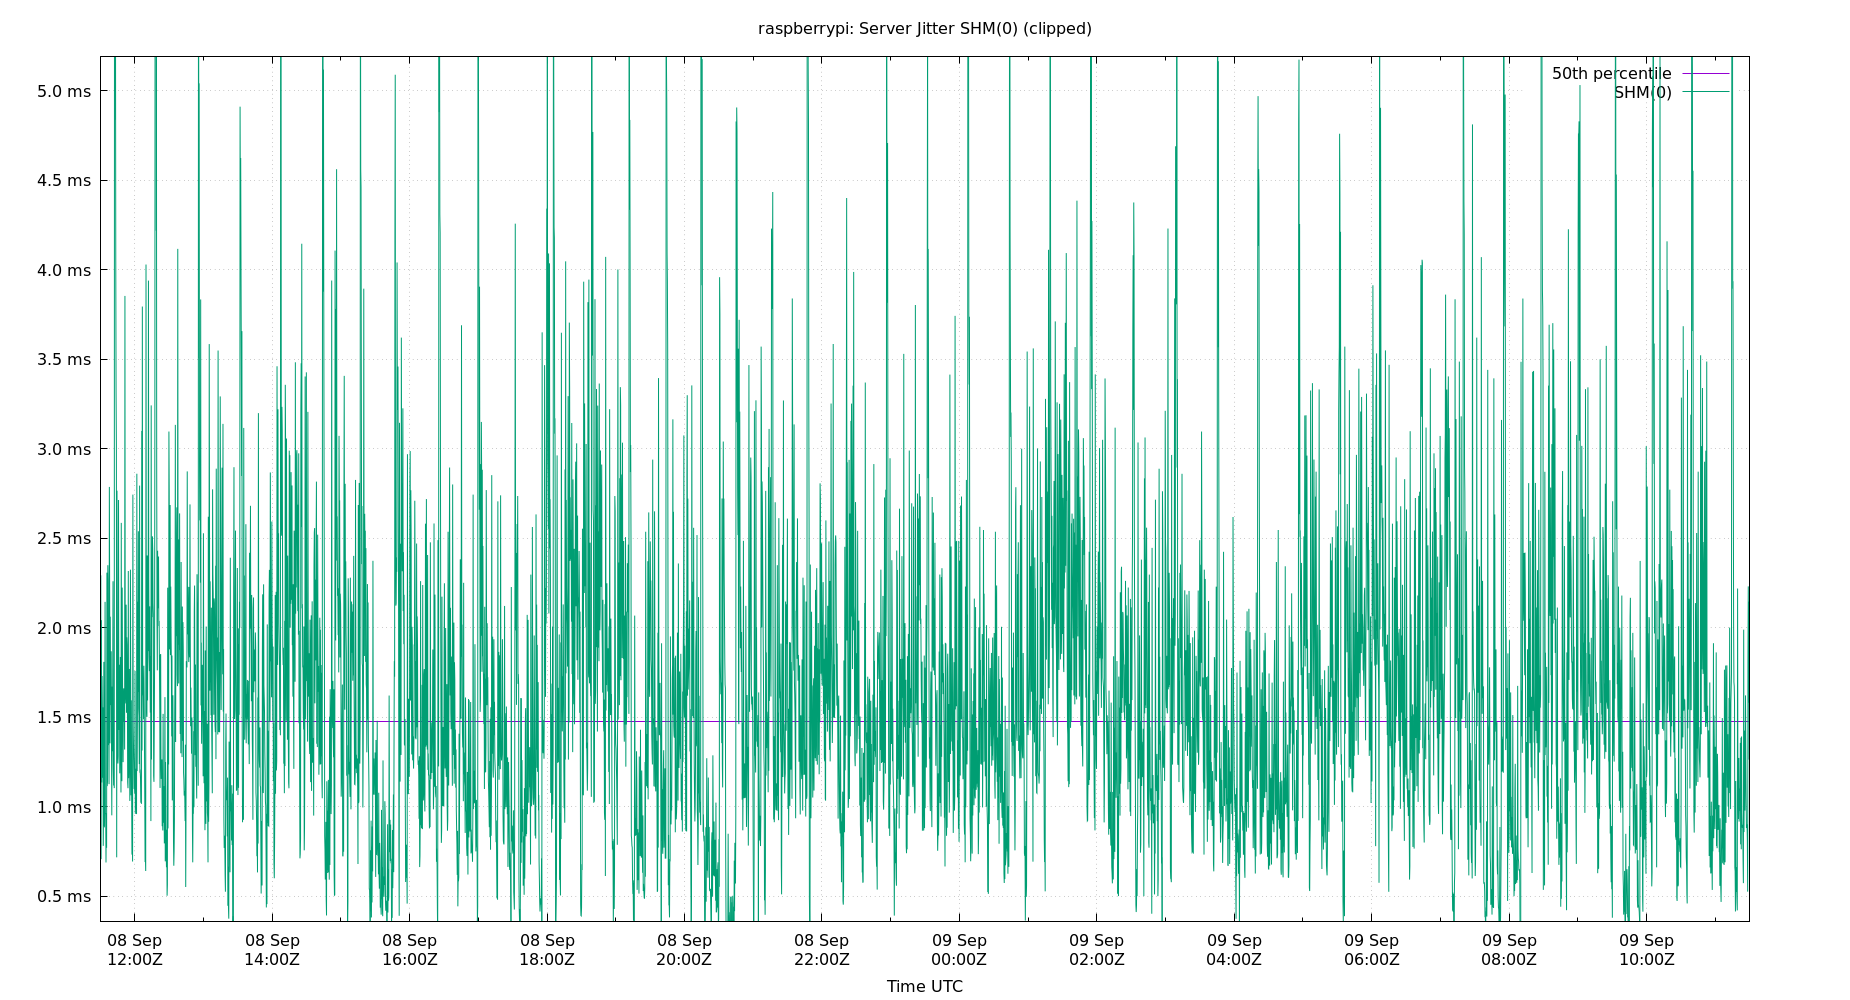 raspberrypi: Server Jitter SHM(0) (clipped)
50th percentile
SHM(0)
5.0 ms
4.5 ms
4.0 ms
3.5 ms
3.0 ms
2.5 ms
2.0 ms
1.5 ms
1.0 ms
0.5 ms
08 Sep 08 Sep 08 Sep 08 Sep 08 Sep 08 Sep 09 Sep 09 Sep 09 Sep 09 Sep 09 Sep 09 Sep
12:00Z 14:00Z 16:00Z 18:00Z 20:00Z 22:00Z 00:00Z 02:00Z 04:00Z 06:00Z 08:00Z 10:00Z
Time UTC